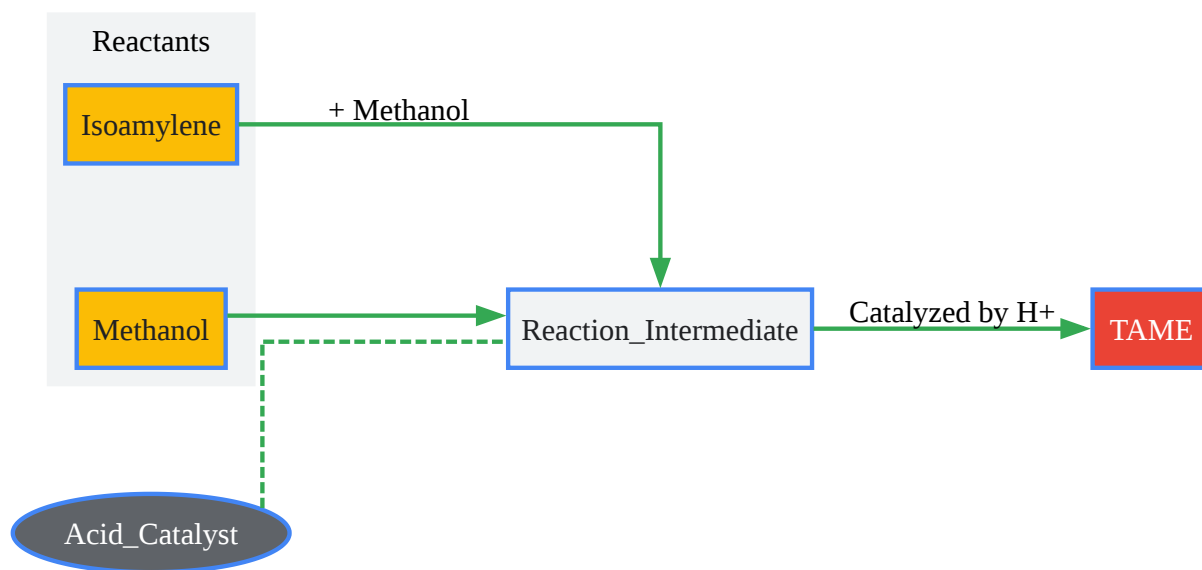 Reactants
Isoamylene
+ Methanol
Methanol
Reaction_Intermediate
Catalyzed by H+
TAME
Acid_Catalyst